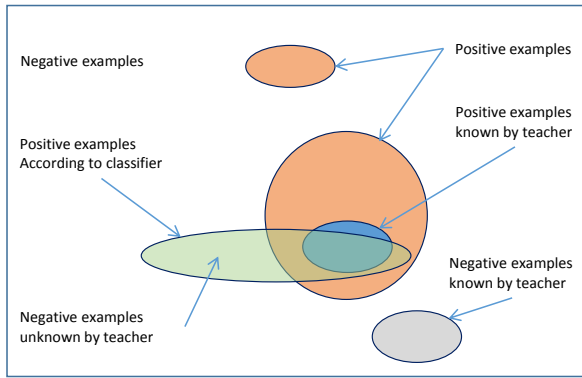 Negative examples
Positive examples
Positive examples
known by teacher
Positive examples
According to classifier
Negative examples
known by teacher
Negative examples
unknown by teacher